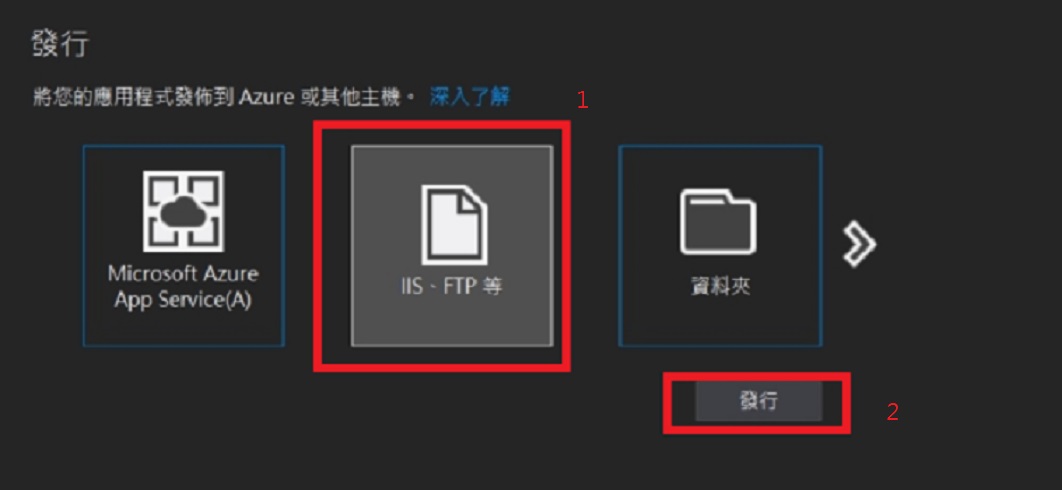 發行
將您的應用程式發佈到 Azure 或其他主機。 深入了解
1
Microsoft Azure
App Service(A)
IIS、FTP 等
資料夾
發行
2